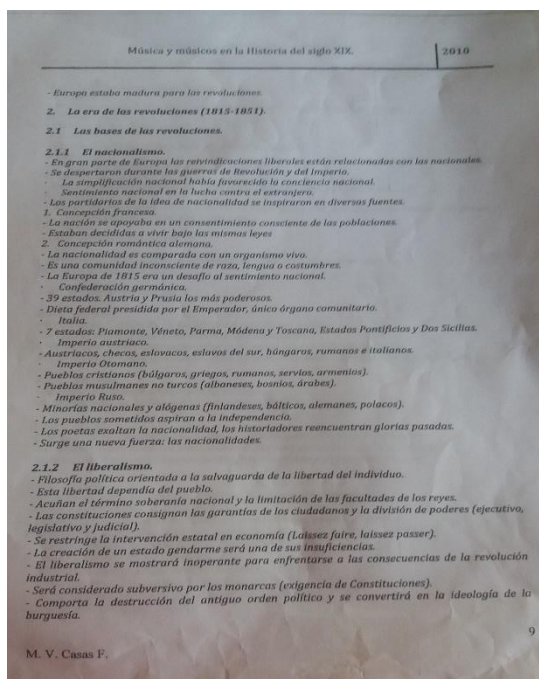 Música y músicos en la Historia del siglo XIX.
2010
- Europa estaba madura para las revoluciones.
2. La era de las revoluciones (1815-1851).
2.1 Las bases de las revoluciones.
2.1.1 El nacionalismo.
- En gran parte de Europa las reivindicaciones liberales están relacionadas con las nacionales.
- Se despertaron durante las guerras de Revolución y del Imperio.
· La simplificación nacional había favorecido la conciencia nacional.
· Sentimiento nacional en la lucha contra el extranjero.
- Los partidarios de la idea de nacionalidad se inspiraron en diversas fuentes.
1. Concepción francesa.
- La nación se apoyaba en un consentimiento consciente de las poblaciones.
- Estaban decididas a vivir bajo las mismas leyes
2. Concepción romántica alemana.
- La nacionalidad es comparada con un organismo vivo.
- Es una comunidad inconsciente de raza, lengua o costumbres.
- La Europa de 1815 era un desafío al sentimiento nacional.
· Confederación germánica.
- 39 estados. Austria y Prusia los más poderosos.
- Dieta federal presidida por el Emperador, único órgano comunitario.
· Italia.
- 7 estados: Piamonte, Véneto, Parma, Módena y Toscana, Estados Pontificios y Dos Sicilias.
· Imperio austriaco.
- Austriacos, checos, eslovacos, eslavos del sur, húngaros, rumanos e italianos.
· Imperio Otomano.
- Pueblos cristianos (búlgaros, griegos, rumanos, servios, armenios).
- Pueblos musulmanes no turcos (albaneses, bosnios, árabes).
· Imperio Ruso.
- Minorías nacionales y alógenas (finlandeses, bálticos, alemanes, polacos).
- Los pueblos sometidos aspiran a la independencia.
- Los poetas exaltan la nacionalidad, los historiadores reencuentran glorias pasadas.
- Surge una nueva fuerza: las nacionalidades.
2.1.2 El liberalismo.
- Filosofía política orientada a la salvaguarda de la libertad del individuo.
- Esta libertad dependía del pueblo.
- Acuñan el término soberanía nacional y la limitación de las facultades de los reyes.
- Las constituciones consignan las garantías de los ciudadanos y la división de poderes (ejecutivo,
legislativo y judicial).
- Se restringe la intervención estatal en economía (Laissez faire, laissez passer).
- La creación de un estado gendarme será una de sus insuficiencias.
- El liberalismo se mostrará inoperante para enfrentarse a las consecuencias de la revolución
industrial.
- Será considerado subversivo por los monarcas (exigencia de Constituciones).
- Comporta la destrucción del antiguo orden político y se convertirá en la ideología de la
burguesía.
9
M. V. Casas F.